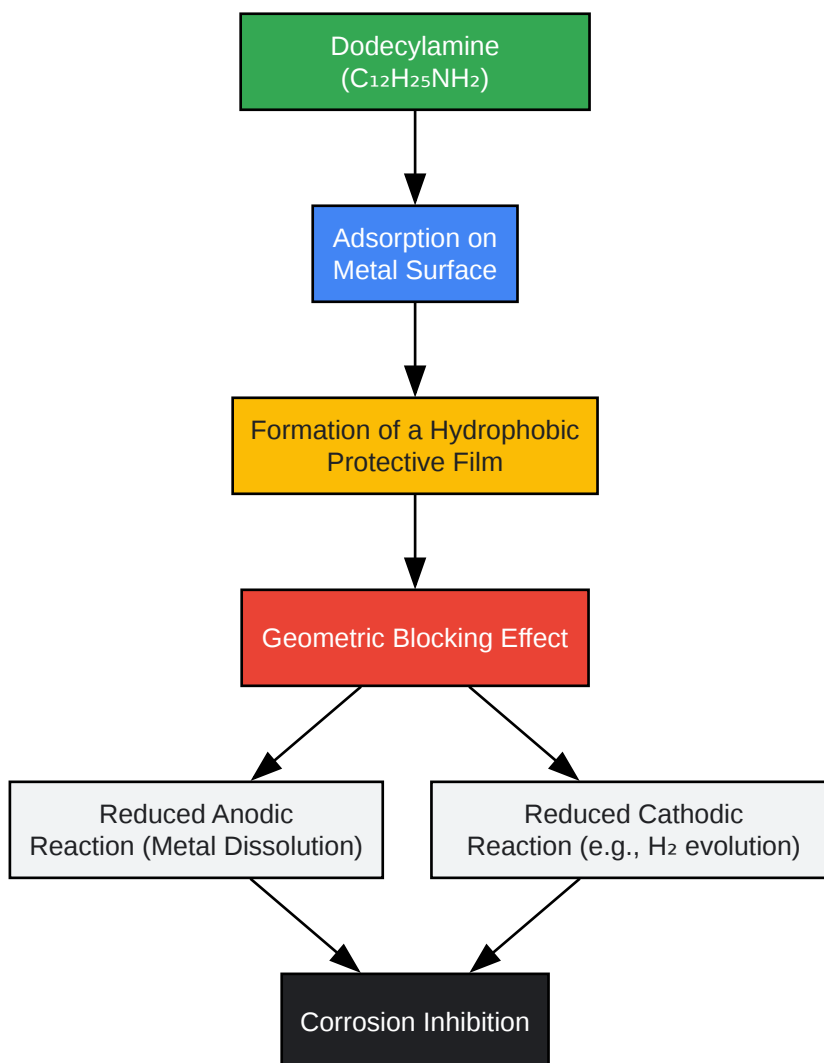 Dodecylamine
(C₁₂H₂₅NH₂)
Adsorption on
Metal Surface
Formation of a Hydrophobic
Protective Film
Geometric Blocking Effect
Reduced Anodic
Reaction (Metal Dissolution)
Reduced Cathodic
Reaction (e.g., H₂ evolution)
Corrosion Inhibition